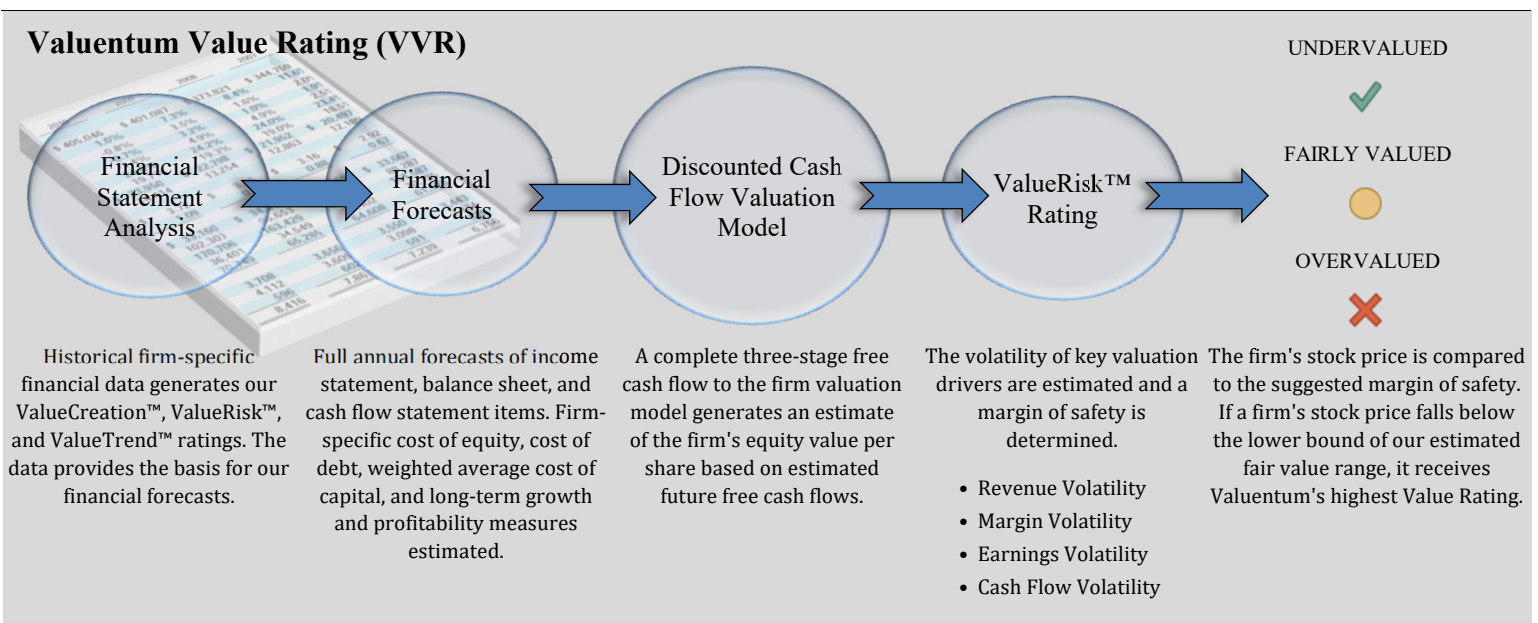 Valuentum Value Rating (VVR)
Financial
Statement
Analysis
Financial
Forecasts
Discounted Cash
Flow Valuation
Model
ValueRisk™
Rating
UNDERVALUED
FAIRLY VALUED
OVERVALUED
Historical firm-specific
financial data generates our
ValueCreation™, ValueRisk™,
and ValueTrend™ ratings. The
data provides the basis for our
financial forecasts.
Full annual forecasts of income
statement, balance sheet, and
cash flow statement items. Firm-
specific cost of equity, cost of
debt, weighted average cost of
capital, and long-term growth
and profitability measures
estimated.
A complete three-stage free
cash flow to the firm valuation
model generates an estimate
of the firm's equity value per
share based on estimated
future free cash flows.
The volatility of key valuation
drivers are estimated and a
margin of safety is
determined.
• Revenue Volatility
• Margin Volatility
• Earnings Volatility
• Cash Flow Volatility
The firm's stock price is compared
to the suggested margin of safety.
If a firm's stock price falls below
the lower bound of our estimated
fair value range, it receives
Valuentum's highest Value Rating.